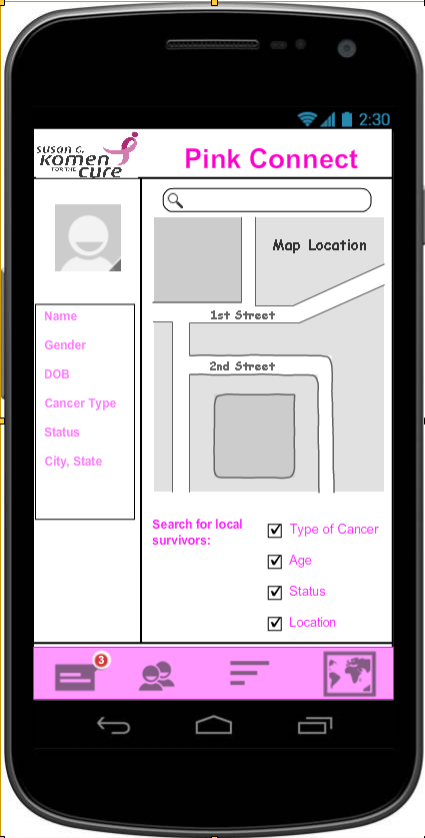 2:30
susan G.
komen
FOR THE
cure
Pink Connect
Map Location
1st Street
2nd Street
Name
Gender
DOB
Cancer Type
Status
City, State
Search for local
survivors:
Type of Cancer
Age
Status
Location
3